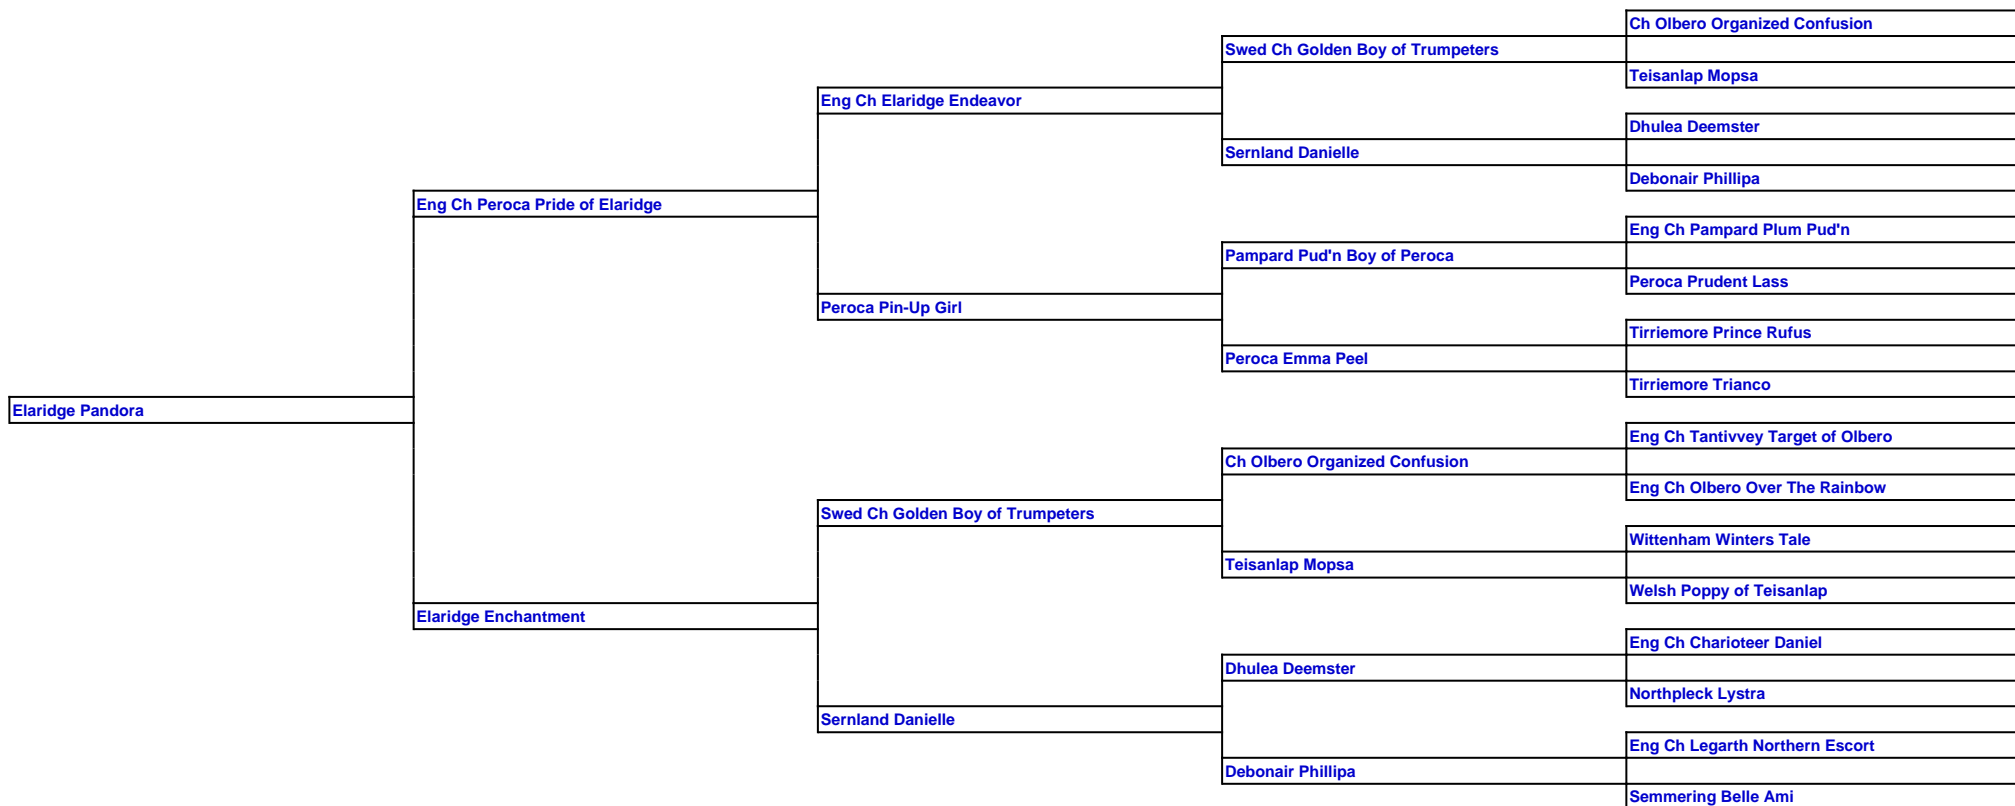 Ch Olbero Organized Confusion
Swed Ch Golden Boy of Trumpeters
Teisanlap Mopsa
Eng Ch Elaridge Endeavor
Dhulea Deemster
Sernland Danielle
Debonair Phillipa
Eng Ch Peroca Pride of Elaridge
Eng Ch Pampard Plum Pud'n
Pampard Pud'n Boy of Peroca
Peroca Prudent Lass
Peroca Pin-Up Girl
Tirriemore Prince Rufus
Peroca Emma Peel
Tirriemore Trianco
Elaridge Pandora
Eng Ch Tantivvey Target of Olbero
Ch Olbero Organized Confusion
Eng Ch Olbero Over The Rainbow
Swed Ch Golden Boy of Trumpeters
Wittenham Winters Tale
Teisanlap Mopsa
Welsh Poppy of Teisanlap
Elaridge Enchantment
Eng Ch Charioteer Daniel
Dhulea Deemster
Northpleck Lystra
Sernland Danielle
Eng Ch Legarth Northern Escort
Debonair Phillipa
Semmering Belle Ami